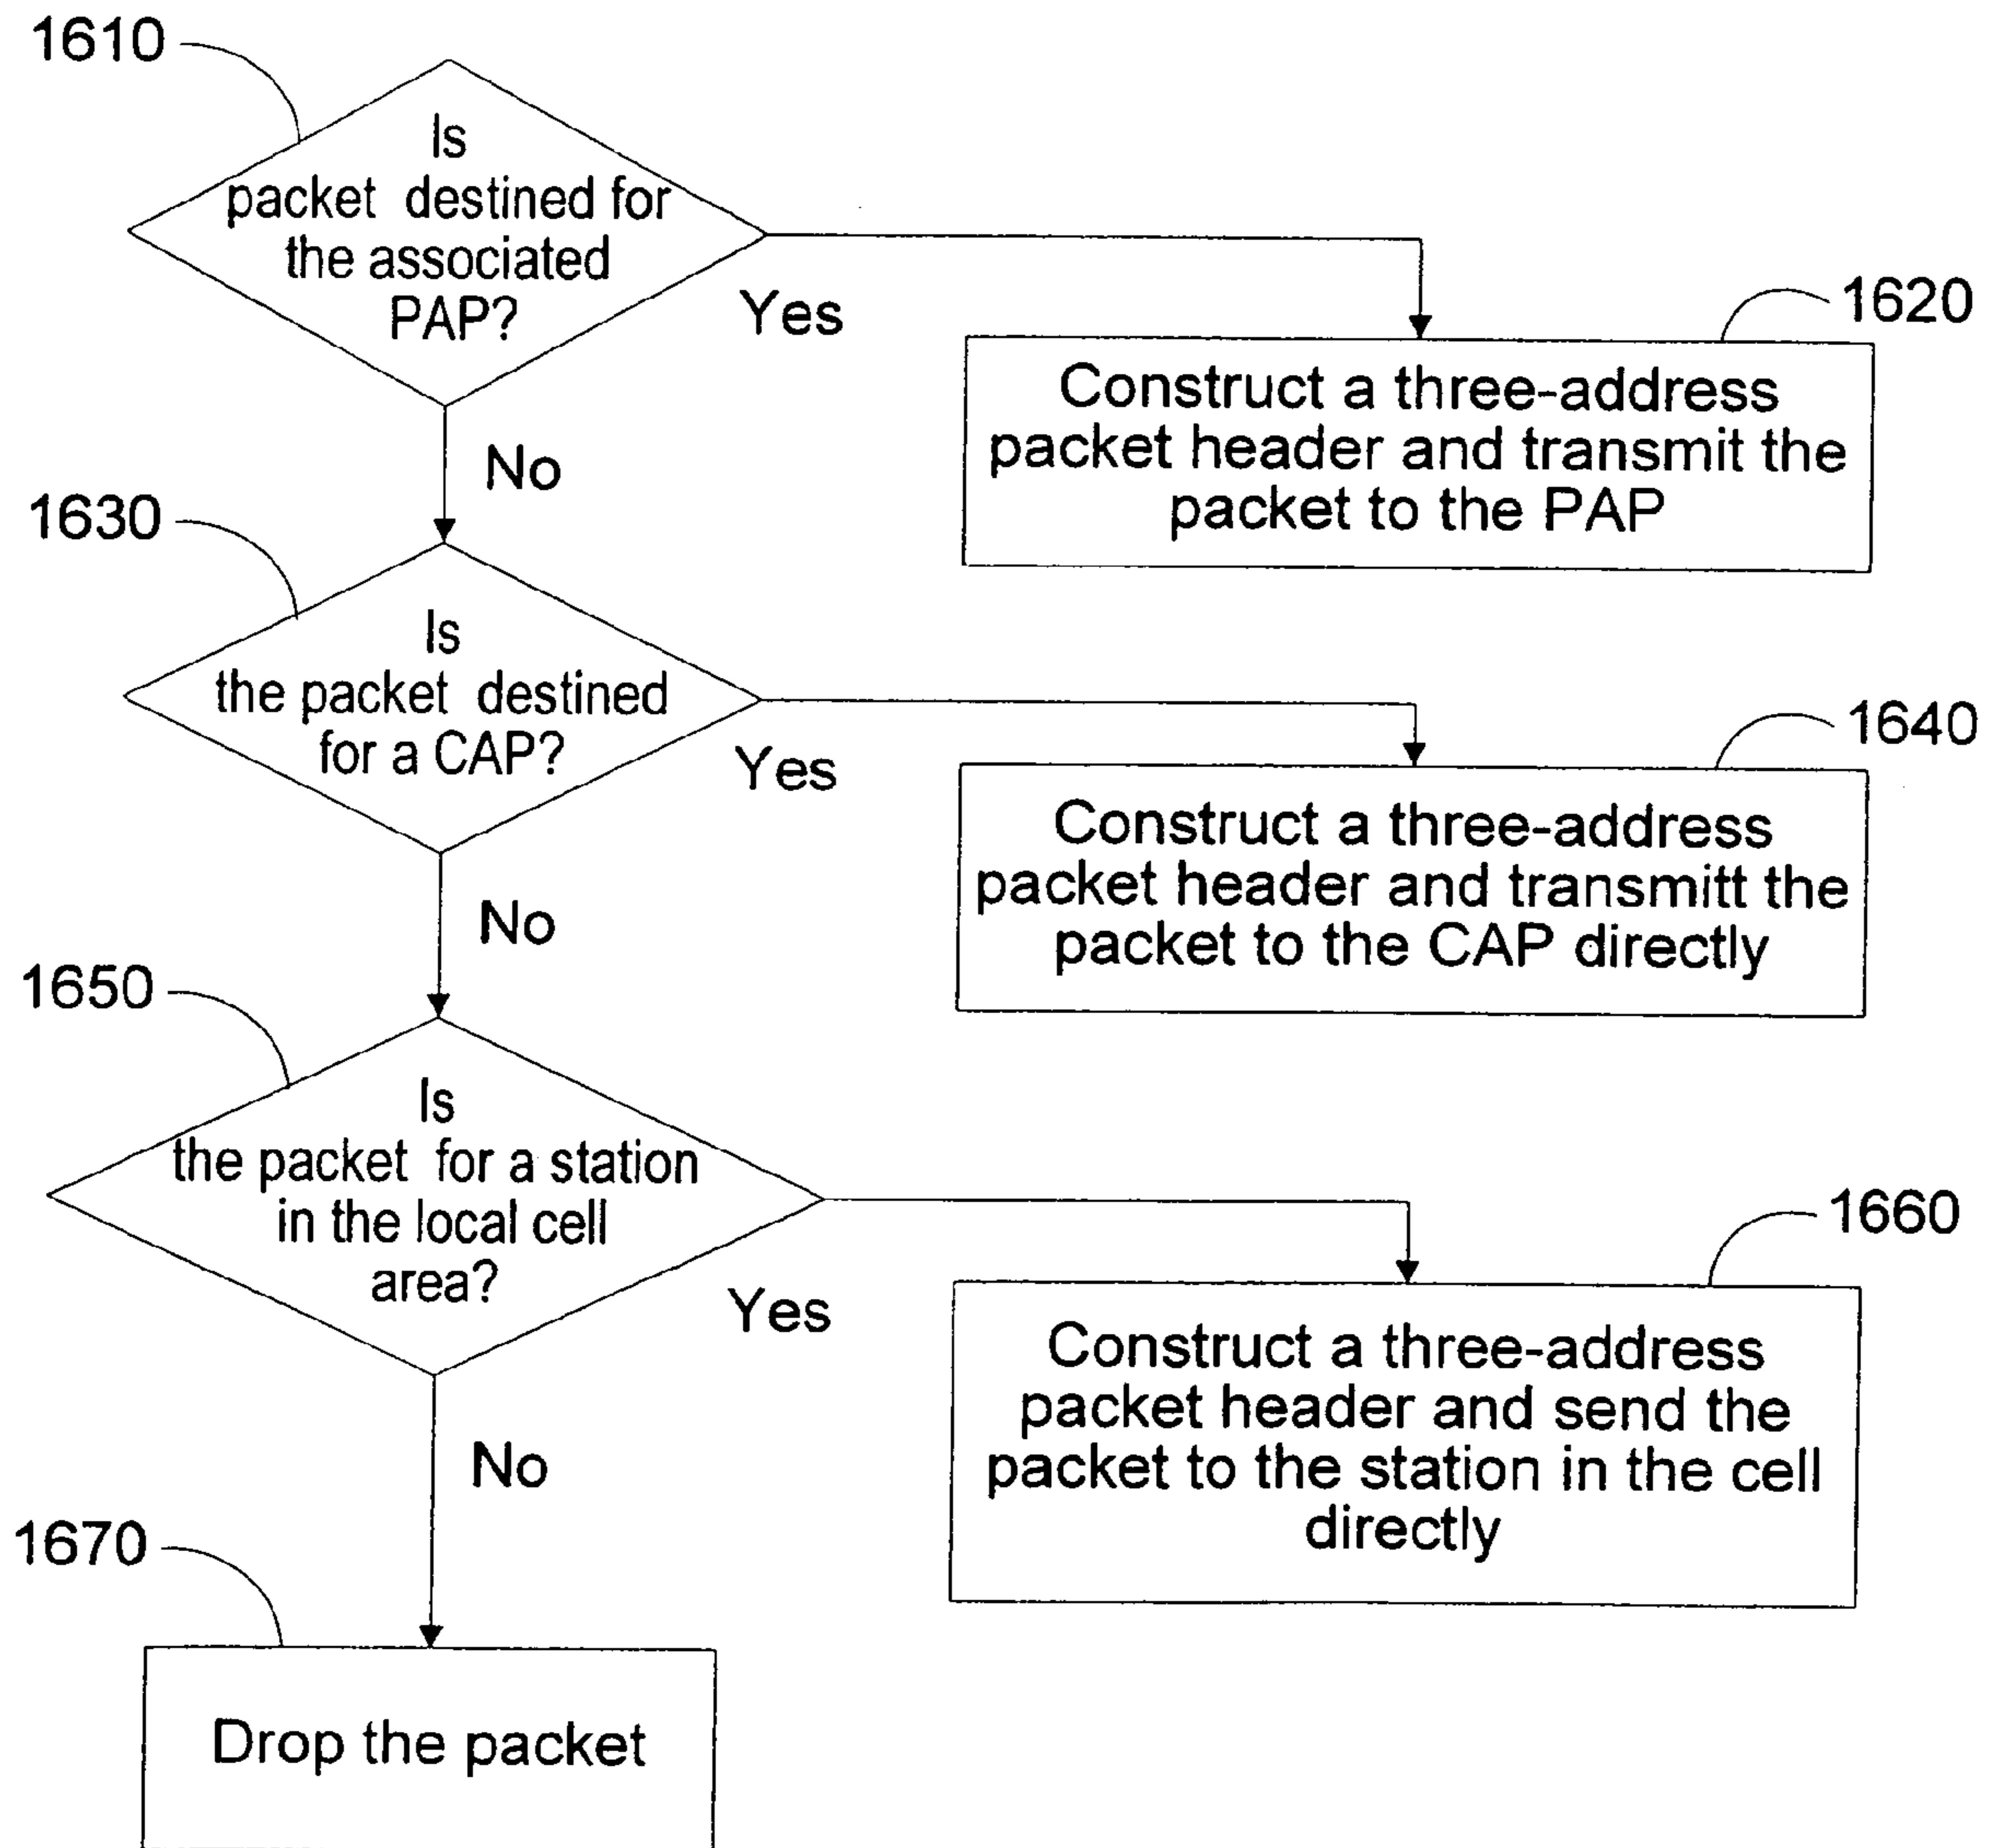 1610
Is
packet destined for
the associated
PAP?
Yes
1620
Construct a three-address
packet header and transmit the
packet to the PAP
No
1630
Is
the packet destined
for a CAP?
Yes
1640
Construct a three-address
packet header and transmitt the
packet to the CAP directly
No
1650
Is
the packet for a station
in the local cell
area?
Yes
1660
Construct a three-address
packet header and send the
packet to the station in the cell
directly
No
1670
Drop the packet